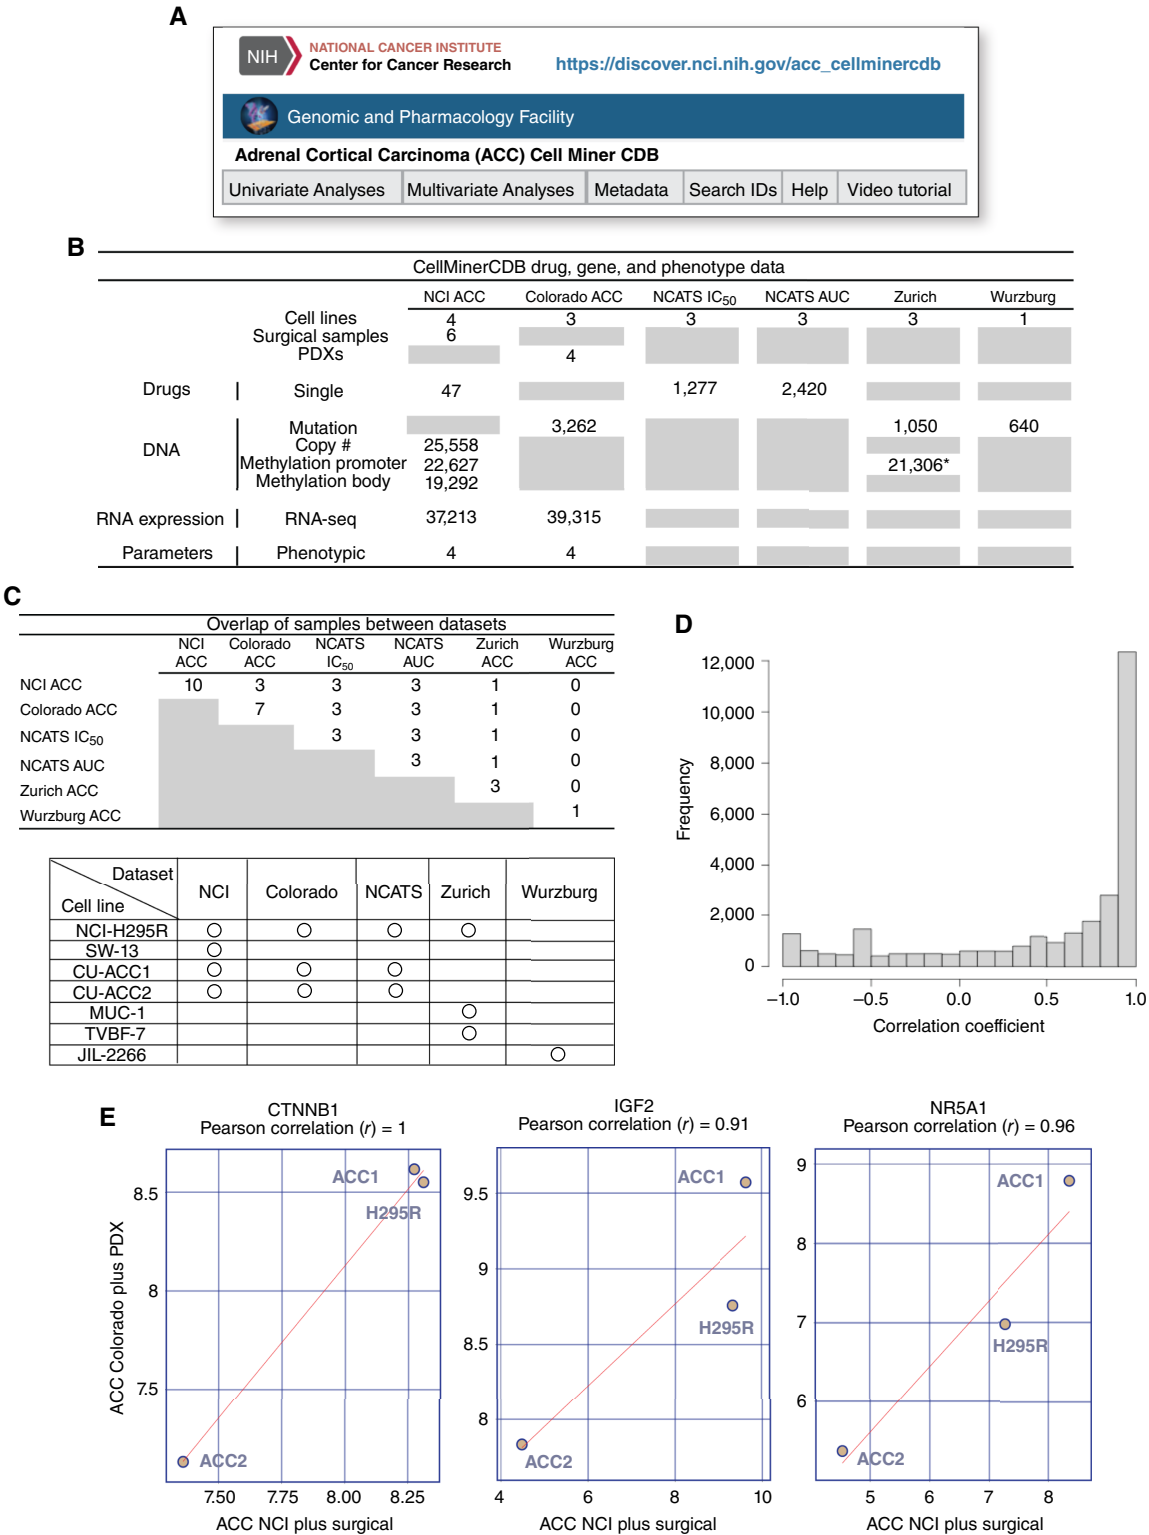 A
NIH
NATIONAL CANCER INSTITUTE
Center for Cancer Research
https://discover.nci.nih.gov/acc_cellminercdb
Genomic and Pharmacology Facility
Adrenal Cortical Carcinoma (ACC) Cell Miner CDB
Univariate Analyses Multivariate Analyses Metadata Search IDs Help Video tutorial
B
CellMinerCDB drug, gene, and phenotype data
NCI ACC Colorado ACC NCATS IC50 NCATS AUC Zurich Wurzburg
Cell lines 4 3 3 3 3 1
Surgical samples 6
PDXs 4
Drugs Single 47 1,277 2,420
DNA
Mutation 3,262 1,050 640
Copy # 25,558
Methylation promoter 22,627 21,306*
Methylation body 19,292
RNA expression RNA-seq 37,213 39,315
Parameters Phenotypic 4 4
C
Overlap of samples between datasets
NCI Colorado NCATS NCATS Zurich Wurzburg
ACC ACC IC50 AUC ACC ACC
NCI ACC 10 3 3 3 1 0
Colorado ACC 7 3 3 1 0
NCATS IC50 3 3 1 0
NCATS AUC 3 1 0
Zurich ACC 3 0
Wurzburg ACC 1
Dataset
Cell line
NCI Colorado NCATS Zurich Wurzburg
NCI-H295R
SW-13
CU-ACC1
CU-ACC2
MUC-1
TVBF-7
JIL-2266
D
Frequency
12,000
10,000
8,000
6,000
4,000
2,000
0
−1.0 −0.5 0.0 0.5 1.0
Correlation coefficient
E
ACC Colorado plus PDX
CTNNB1
Pearson correlation (r) = 1
8.5
8
7.5
ACC1
H295R
ACC2
7.50 7.75 8.00 8.25
ACC NCI plus surgical
IGF2
Pearson correlation (r) = 0.91
9.5
9
8.5
8
ACC1
H295R
ACC2
4 6 8 10
ACC NCI plus surgical
NR5A1
Pearson correlation (r) = 0.96
9
8
7
6
ACC1
H295R
ACC2
5 6 7 8
ACC NCI plus surgical